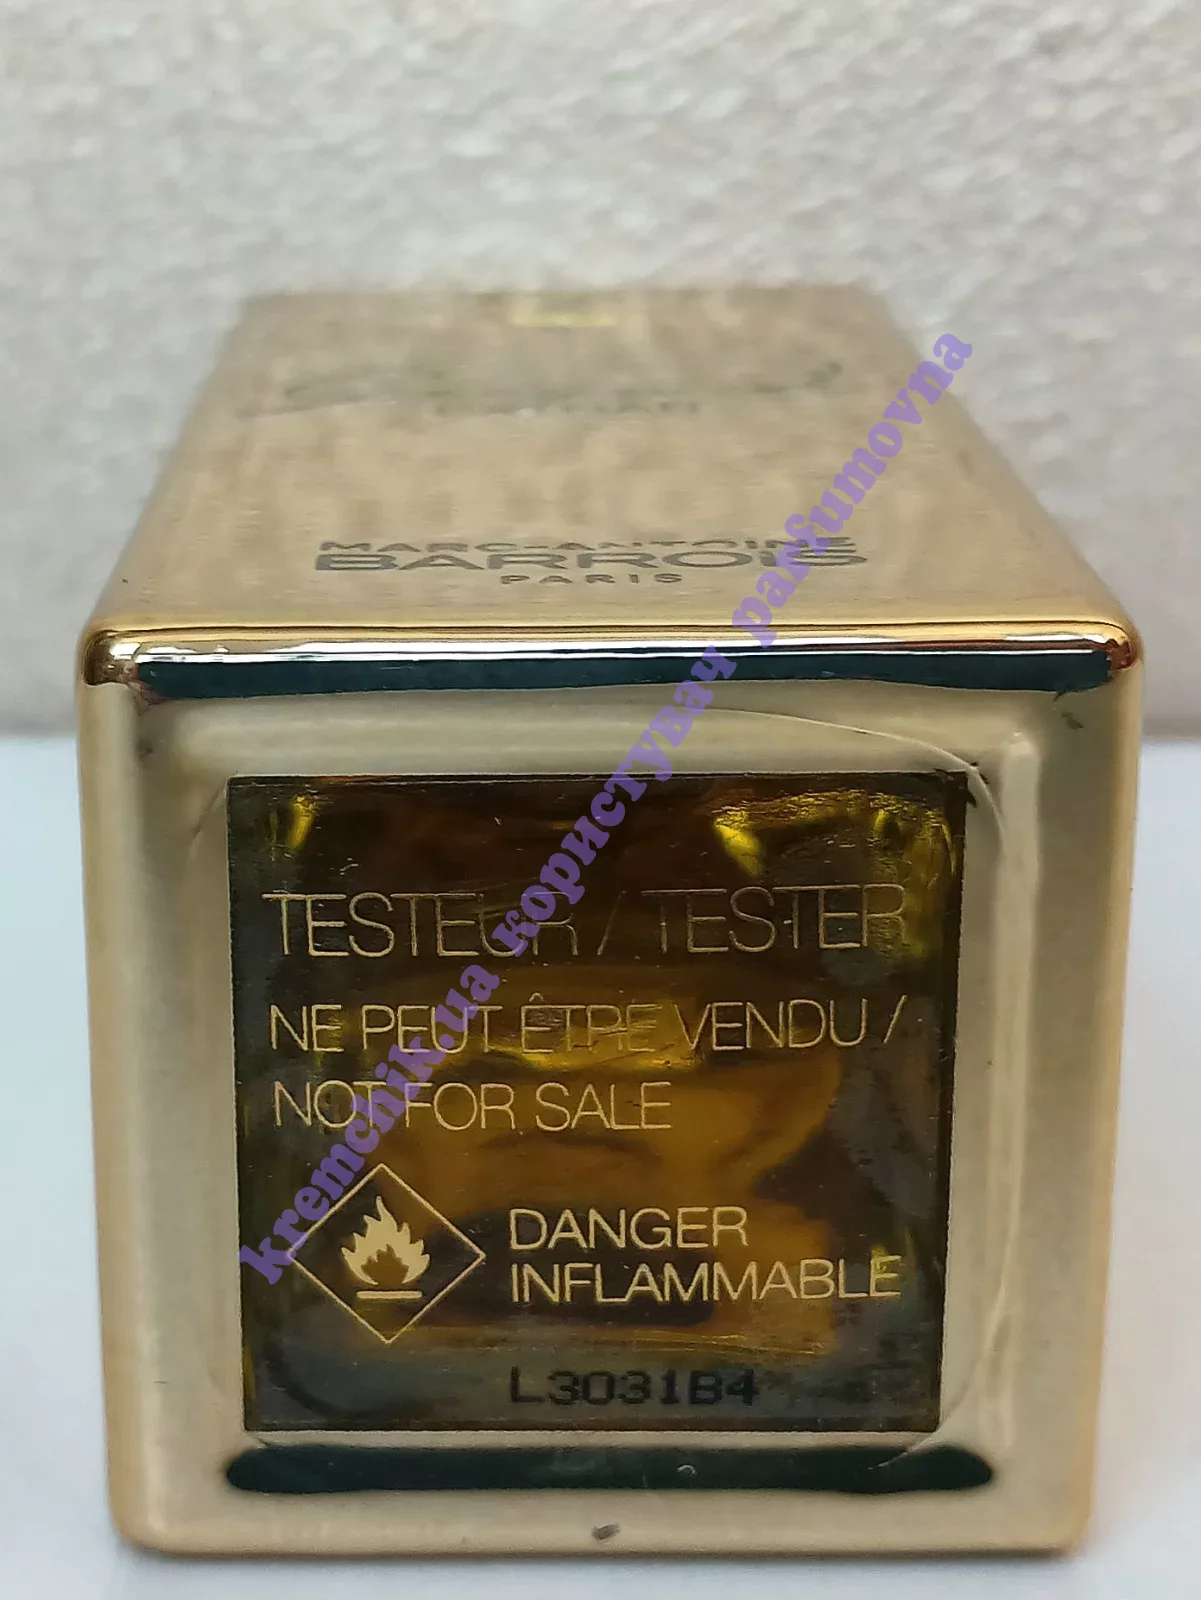 MARC-ANTOINE
BARROIS
PARIS
TESTEUR / TESTER
NE PEUT ÊTRE VENDU /
NOT FOR SALE
DANGER
INFLAMMABLE
L3031B4
kremchik.ua користувач parfumovna